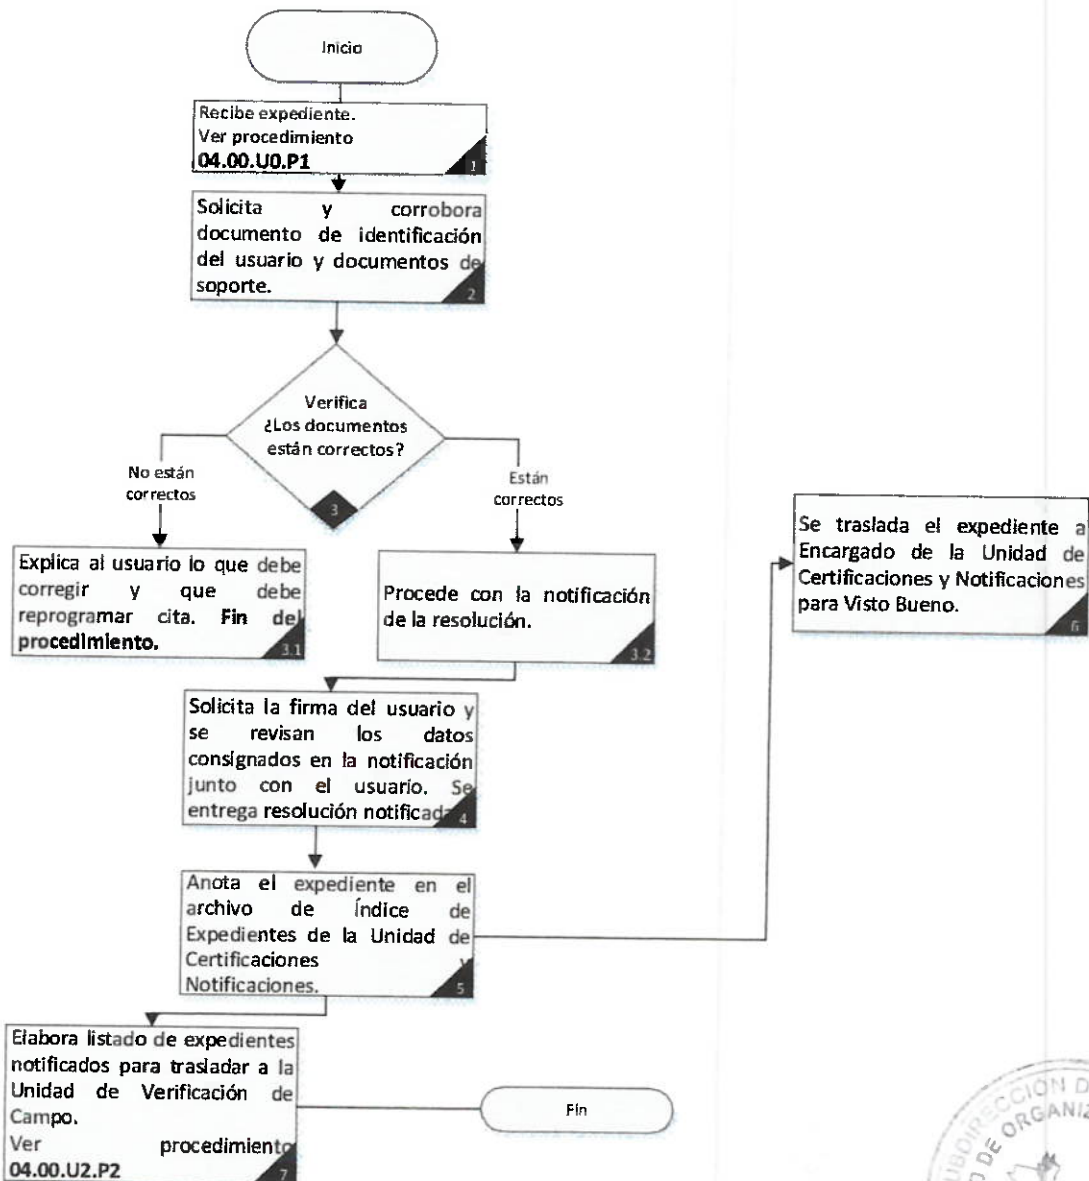 Inicio
Recibe expediente.
Ver procedimiento
04.00.U0.P1
1
Solicita y corrobora
documento de identificación
del usuario y documentos de
soporte.
2
Verifica
¿Los documentos
están correctos?
3
No están
correctos
Están
correctos
Explica al usuario lo que debe
corregir y que debe
reprogramar cita. Fin del
procedimiento.
3.1
Procede con la notificación
de la resolución.
3.2
Se traslada el expediente a
Encargado de la Unidad de
Certificaciones y Notificaciones
para Visto Bueno.
6
Solicita la firma del usuario y
se revisan los datos
consignados en la notificación
junto con el usuario. Se
entrega resolución notificada
4
Anota el expediente en el
archivo de Índice de
Expedientes de la Unidad de
Certificaciones y
Notificaciones.
5
Elabora listado de expedientes
notificados para trasladar a la
Unidad de Verificación de
Campo.
Ver procedimiento
04.00.U2.P2
7
Fin